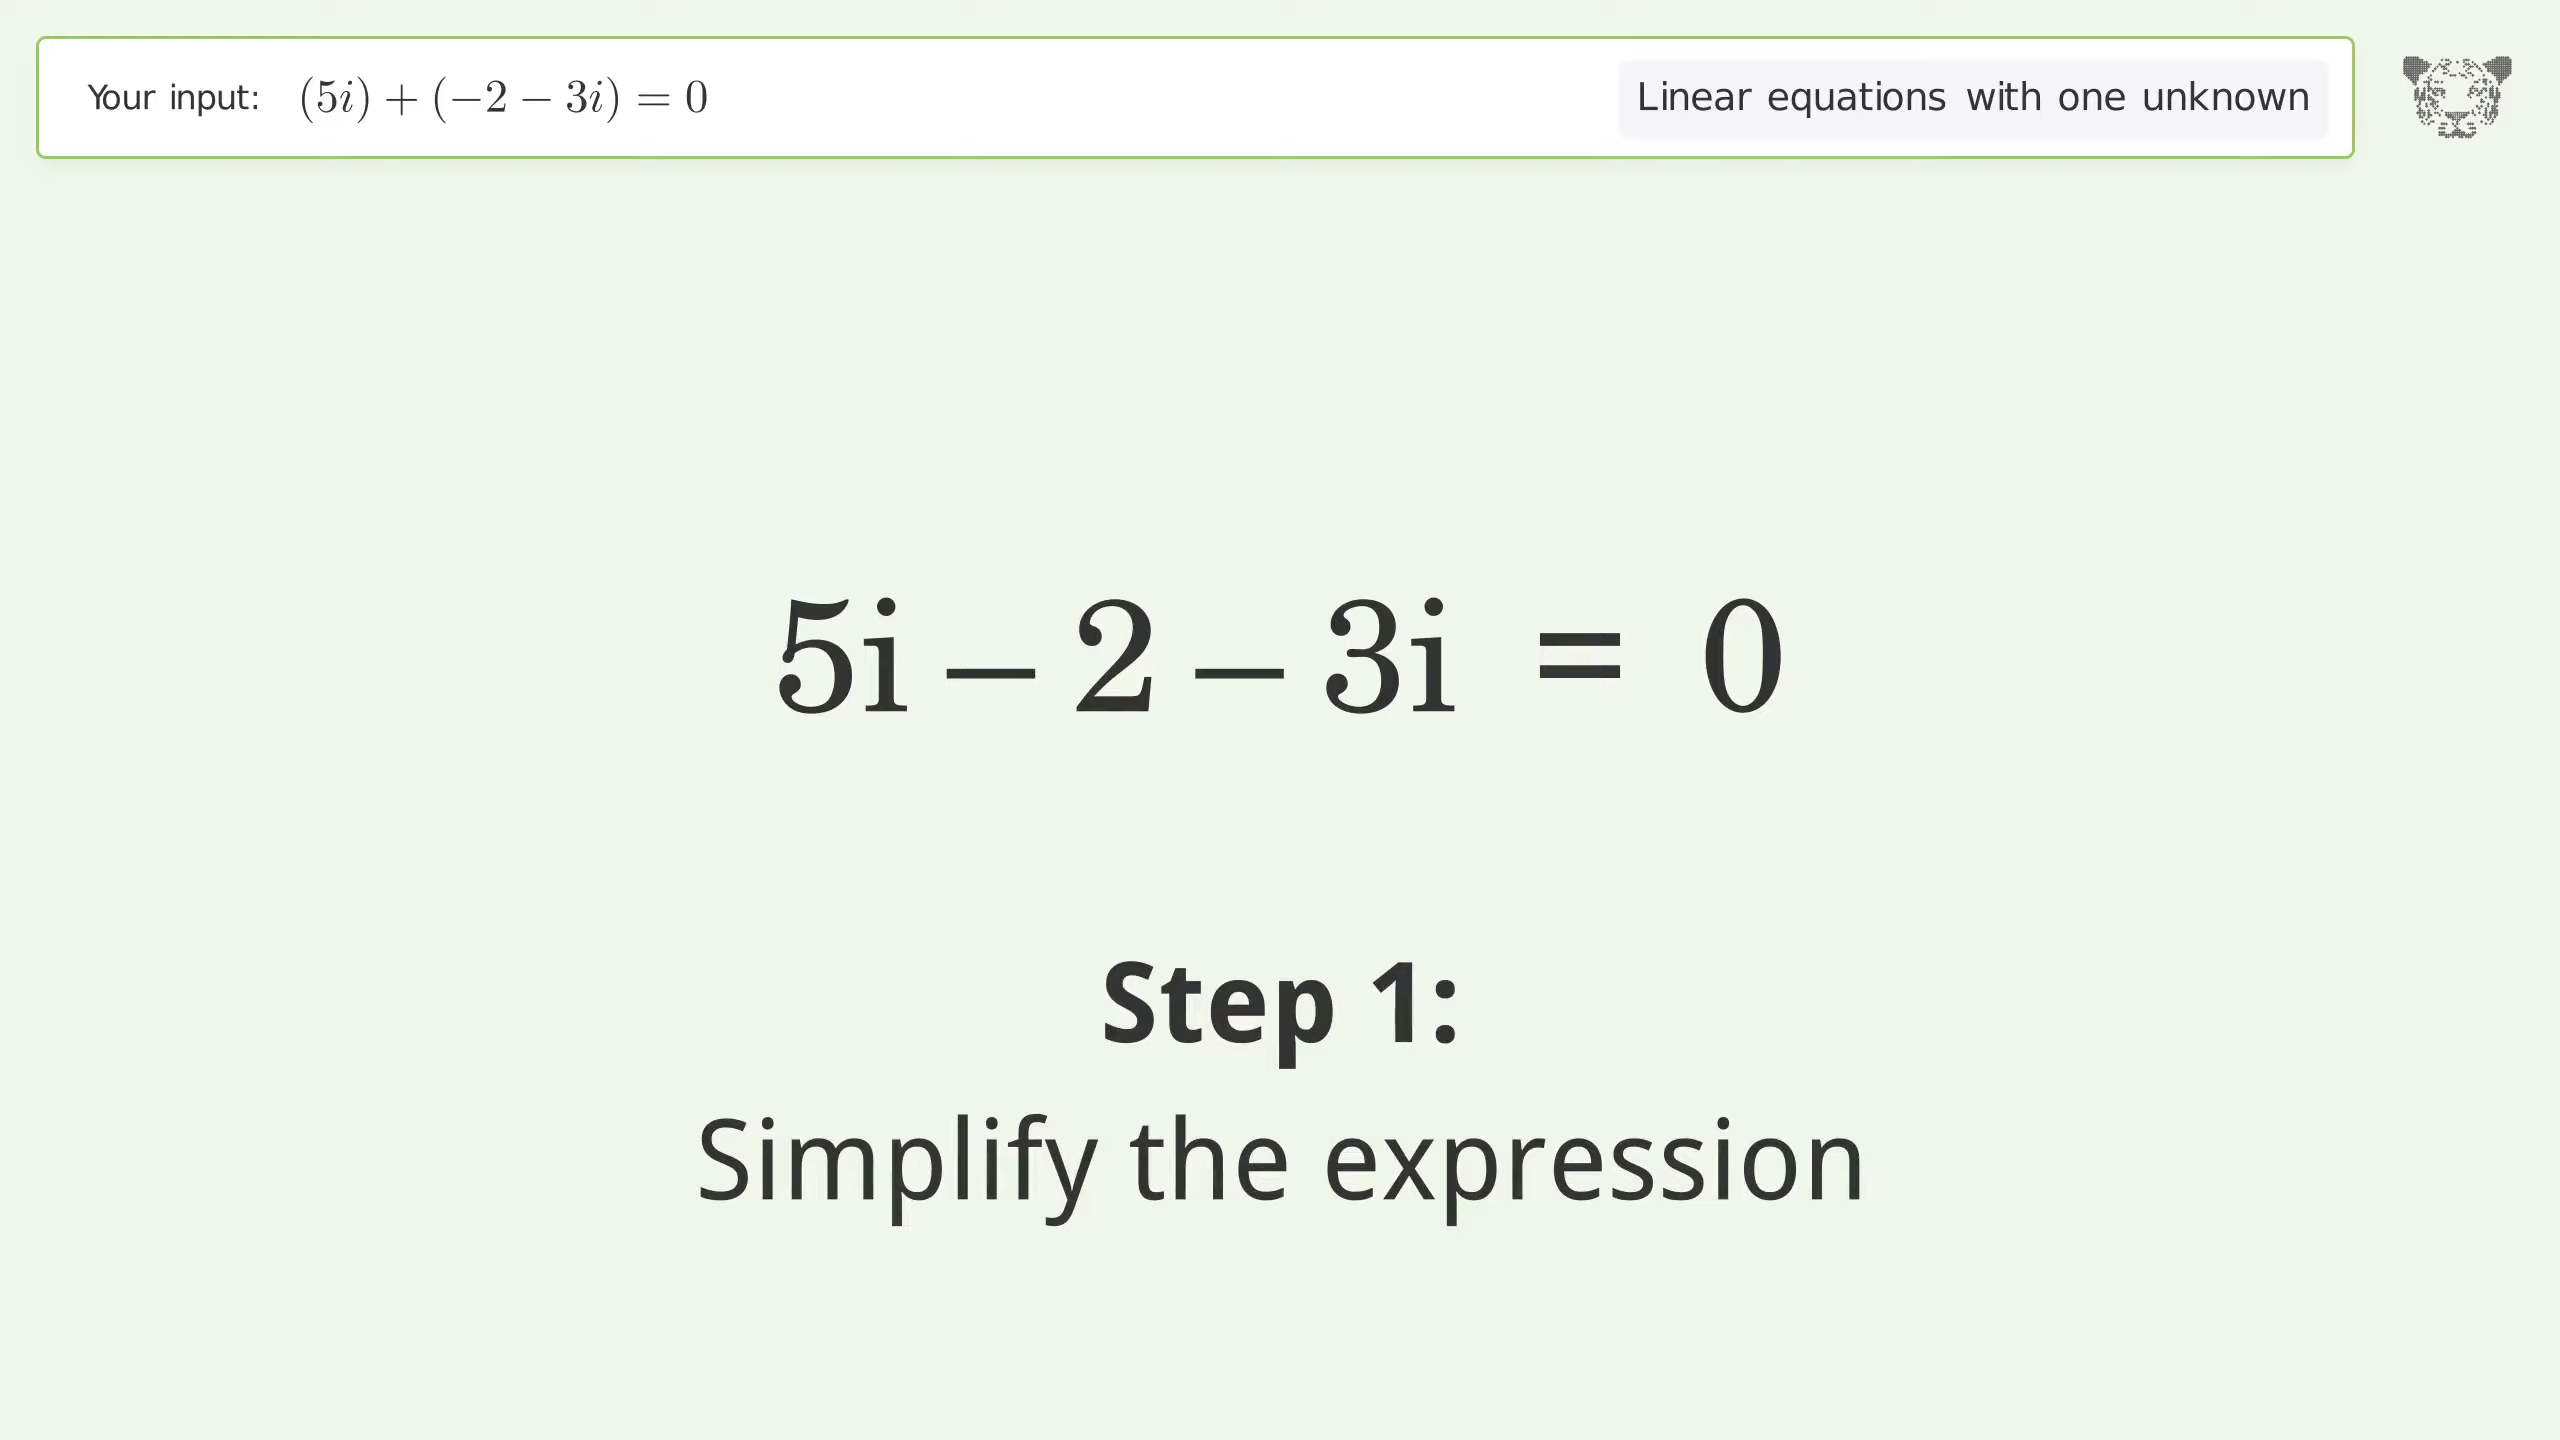 Your input: (5i) + (−2 − 3i) = 0
Linear equations with one unknown
5i – 2 – 3i = 0
Step 1:
Simplify the expression